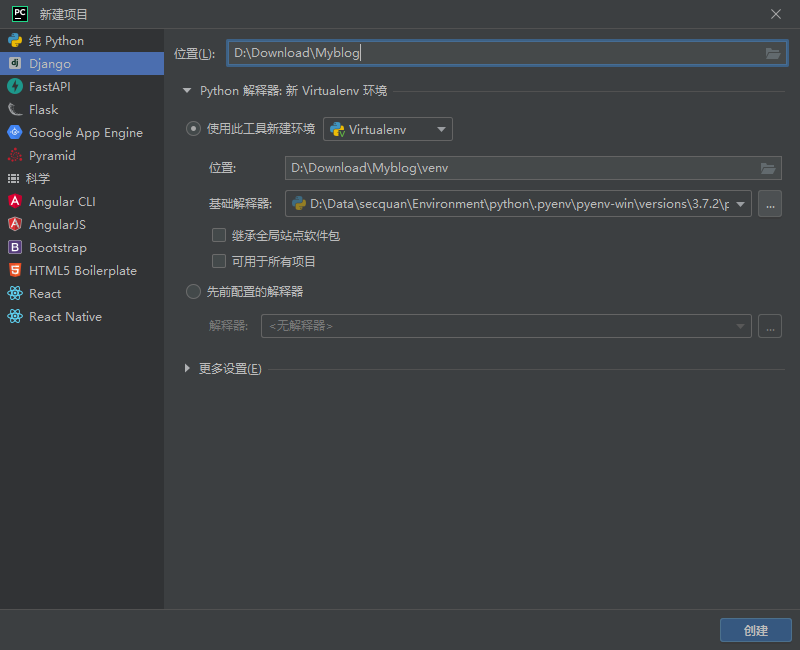 PC 新建项目
纯 Python
dj Django
FastAPI
Flask
Google App Engine
Pyramid
科学
Angular CLI
AngularJS
B Bootstrap
5 HTML5 Boilerplate
React
React Native
位置(L): D:\Download\Myblog
Python 解释器: 新 Virtualenv 环境
使用此工具新建环境 Virtualenv
位置: D:\Download\Myblog\venv
基础解释器: D:\Data\secquan\Environment\python\.pyenv\pyenv-win\versions\3.7.2\p ...
继承全局站点软件包
可用于所有项目
先前配置的解释器
解释器: <无解释器> ...
更多设置(E)
创建